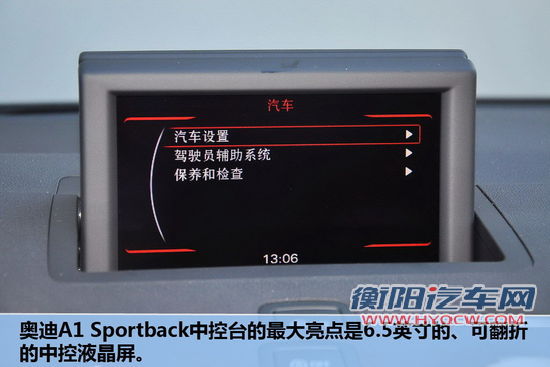 汽车
汽车设置
驾驶员辅助系统
保养和检查
13:06
衡阳汽车网
WWW.HYQCW.COM
奥迪A1 Sportback中控台的最大亮点是6.5英寸的、可翻折
的中控液晶屏。